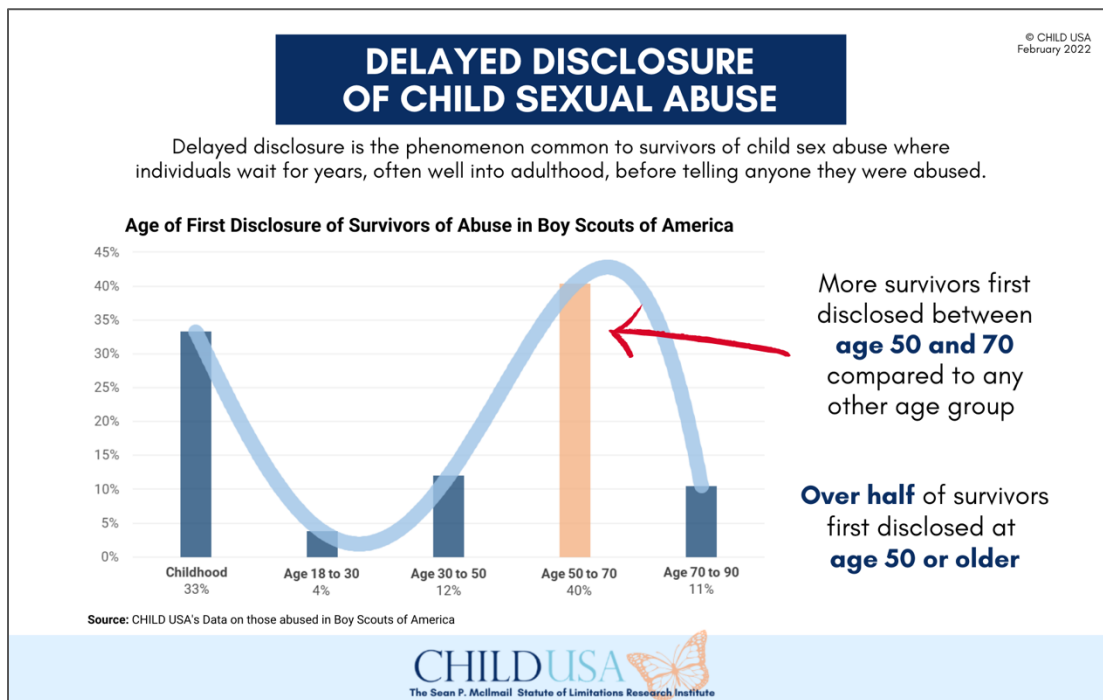 © CHILD USA
February 2022
DELAYED DISCLOSURE
OF CHILD SEXUAL ABUSE
Delayed disclosure is the phenomenon common to survivors of child sex abuse where
individuals wait for years, often well into adulthood, before telling anyone they were abused.
Age of First Disclosure of Survivors of Abuse in Boy Scouts of America
45%
40%
35%
30%
25%
20%
15%
10%
5%
0%
Childhood
33%
Age 18 to 30
4%
Age 30 to 50
12%
Age 50 to 70
40%
Age 70 to 90
11%
More survivors first
disclosed between
age 50 and 70
compared to any
other age group
Over half of survivors
first disclosed at
age 50 or older
Source: CHILD USA's Data on those abused in Boy Scouts of America
CHILD USA
The Sean P. McIlmail Statute of Limitations Research Institute